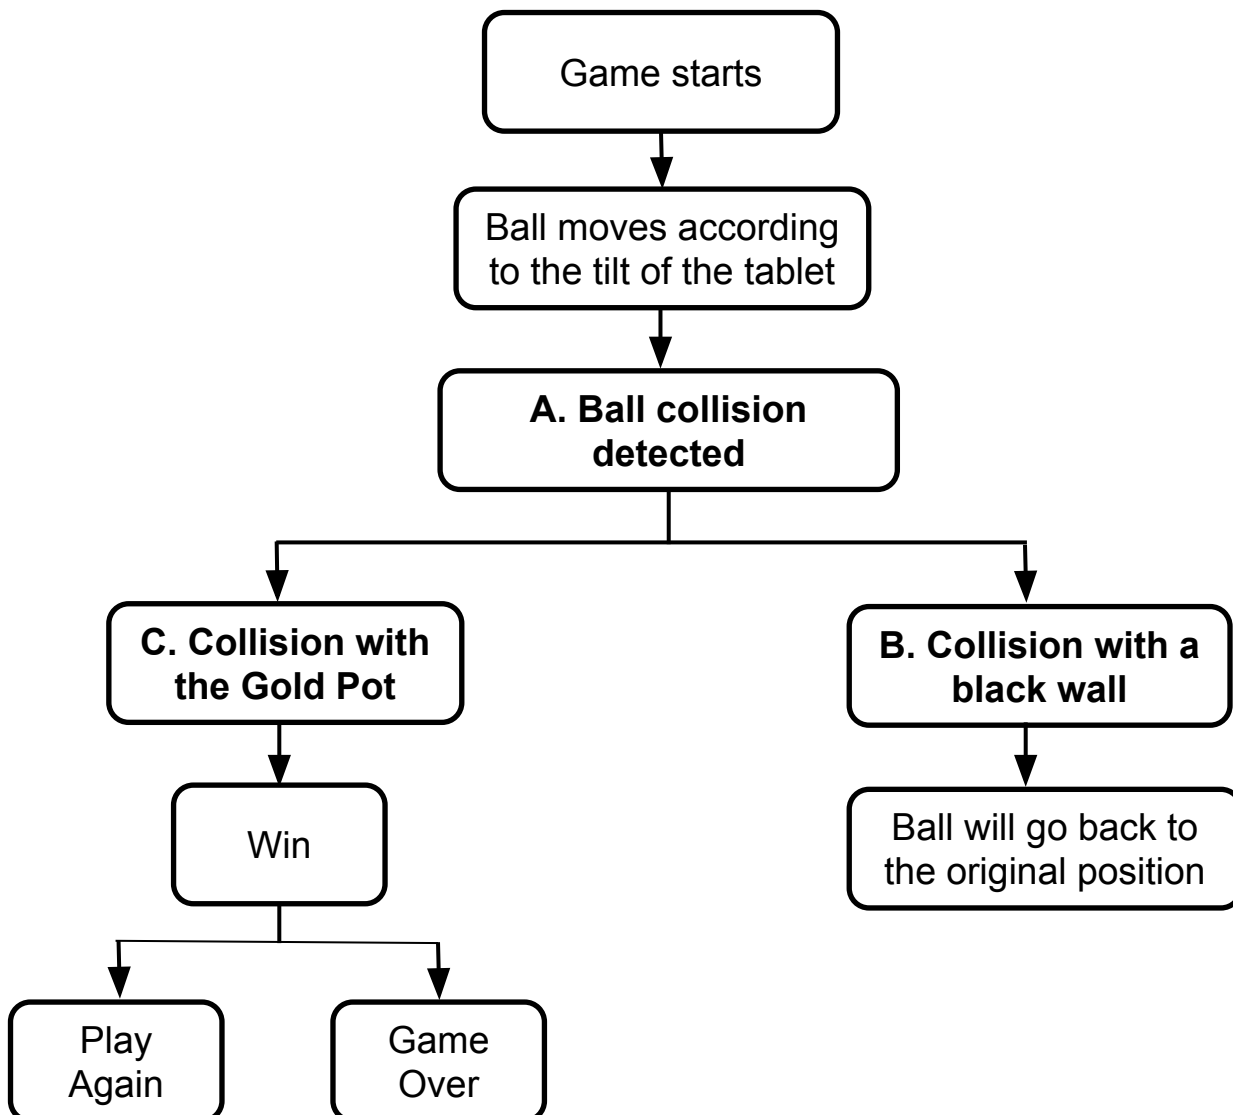 Game starts
Ball moves according
to the tilt of the tablet
A. Ball collision
detected
C. Collision with
the Gold Pot
B. Collision with a
black wall
Win
Ball will go back to
the original position
Play
Again
Game
Over